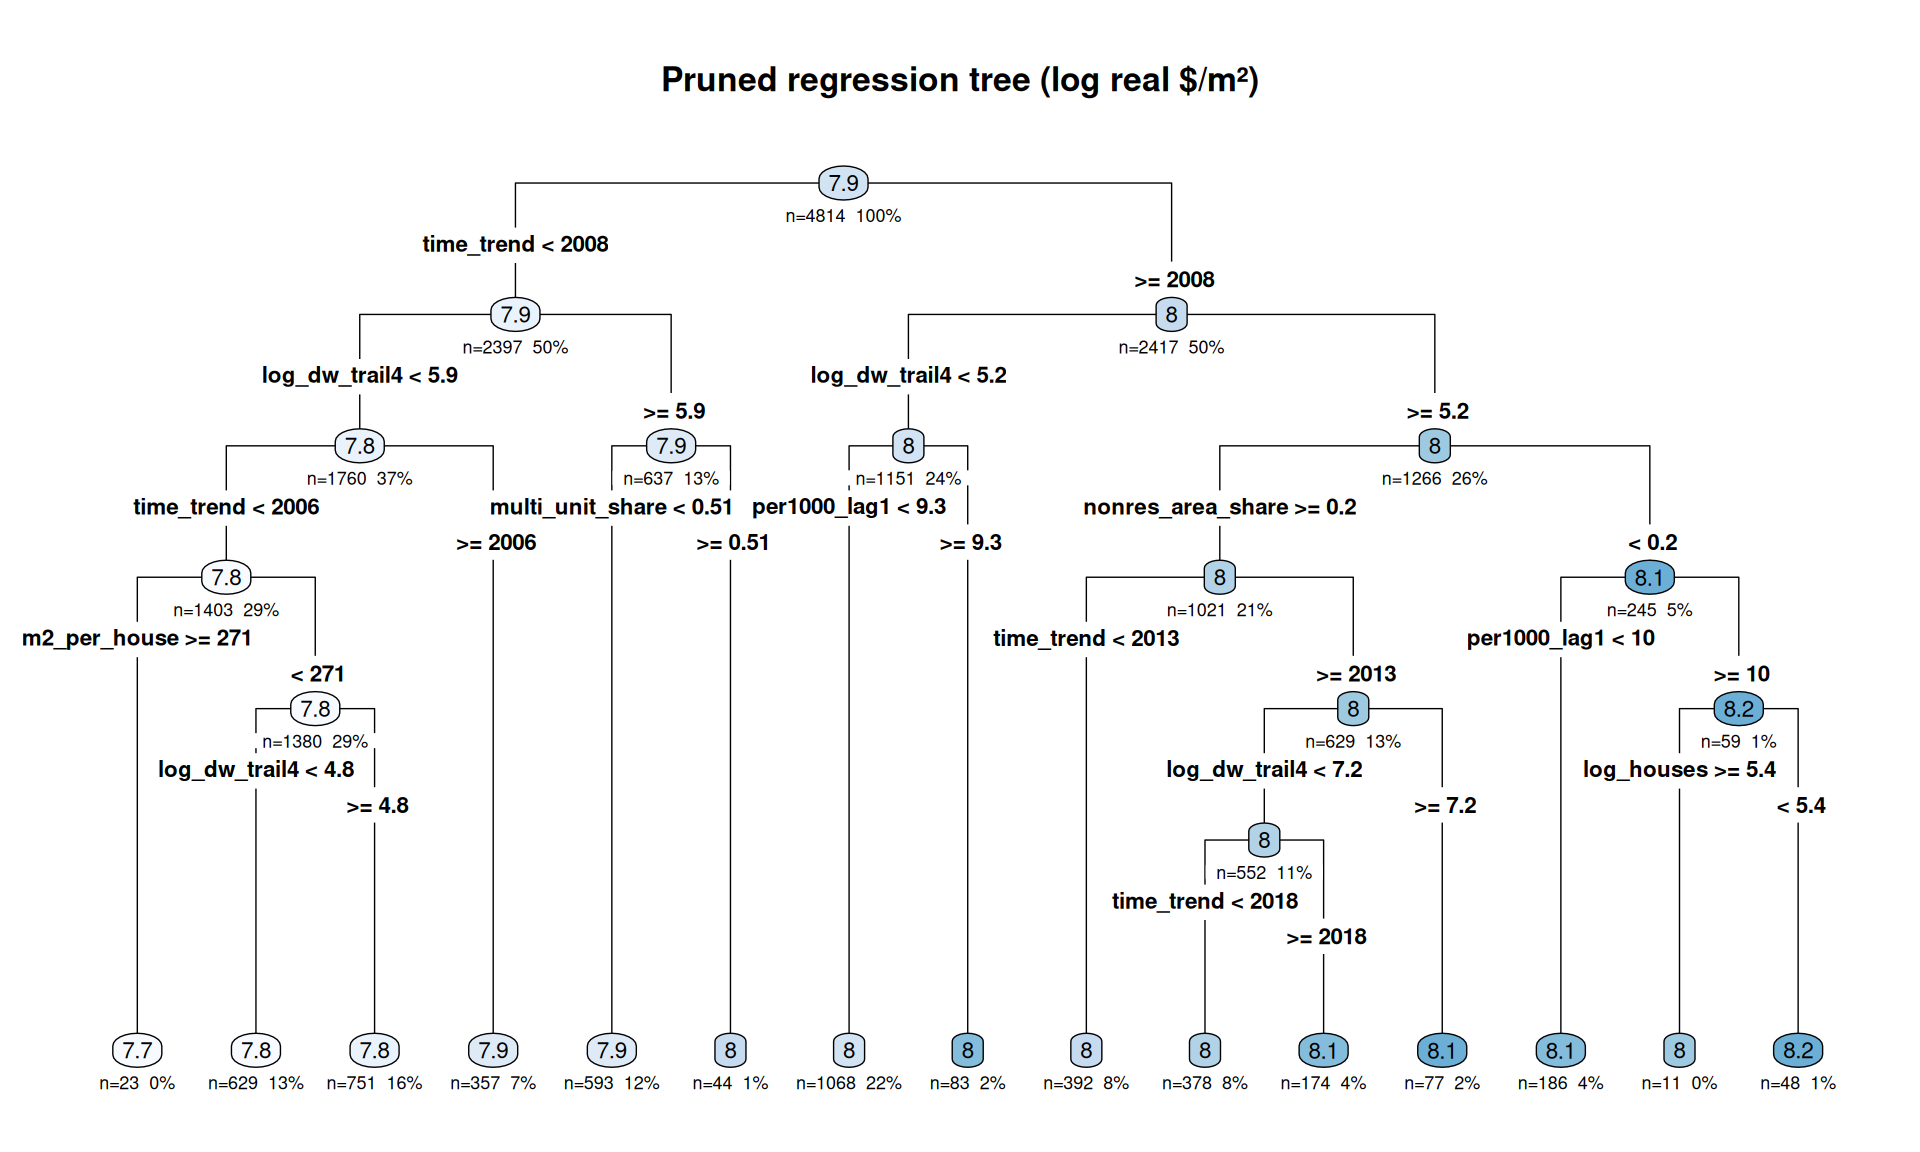 Pruned regression tree (log real $/m²)
7.9
n=4814 100%
time_trend < 2008
>= 2008
7.9
8
n=2397 50%
n=2417 50%
log_dw_trail4 < 5.9
log_dw_trail4 < 5.2
>= 5.9
>= 5.2
7.8
7.9
8
8
n=1760 37%
n=637 13%
n=1151 24%
n=1266 26%
time_trend < 2006
multi_unit_share < 0.51
per1000_lag1 < 9.3
nonres_area_share >= 0.2
>= 2006
>= 0.51
>= 9.3
< 0.2
7.8
8
8.1
n=1403 29%
n=1021 21%
n=245 5%
m2_per_house >= 271
time_trend < 2013
per1000_lag1 < 10
< 271
>= 2013
>= 10
7.8
8
8.2
n=1380 29%
n=629 13%
n=59 1%
log_dw_trail4 < 4.8
log_dw_trail4 < 7.2
log_houses >= 5.4
>= 4.8
>= 7.2
< 5.4
8
n=552 11%
time_trend < 2018
>= 2018
7.7
7.8
7.8
7.9
7.9
8
8
8
8
8
8.1
8.1
8.1
8
8.2
n=23 0%
n=629 13%
n=751 16%
n=357 7%
n=593 12%
n=44 1%
n=1068 22%
n=83 2%
n=392 8%
n=378 8%
n=174 4%
n=77 2%
n=186 4%
n=11 0%
n=48 1%